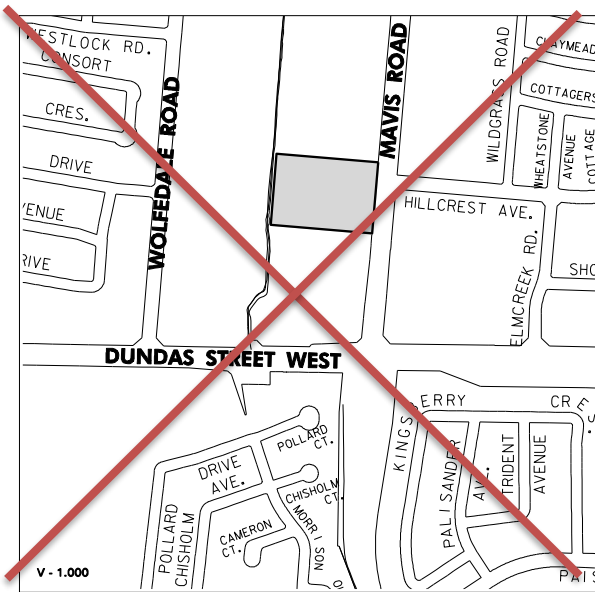 WESTLOCK RD.
CONSORT
CRES.
DRIVE
VENUE
RIVE
WOLFEDALE ROAD
MAVIS ROAD
WILDGRASS ROAD
CLAYMEAD
COTTAGERS
WHEATSTONE
AVENUE
COTTAGE
HILLCREST AVE.
ELMCREEK RD.
SHO
DUNDAS STREET WEST
POLLARD
CT.
DRIVE
AVE.
CHISHOLM
CT.
CAMERON
CT.
MORRISON
POLLARD
CHISHOLM
KINGSBERRY CRES.
PALISANDER
AVE.
TRIDENT
AVENUE
PAIS
V - 1.000